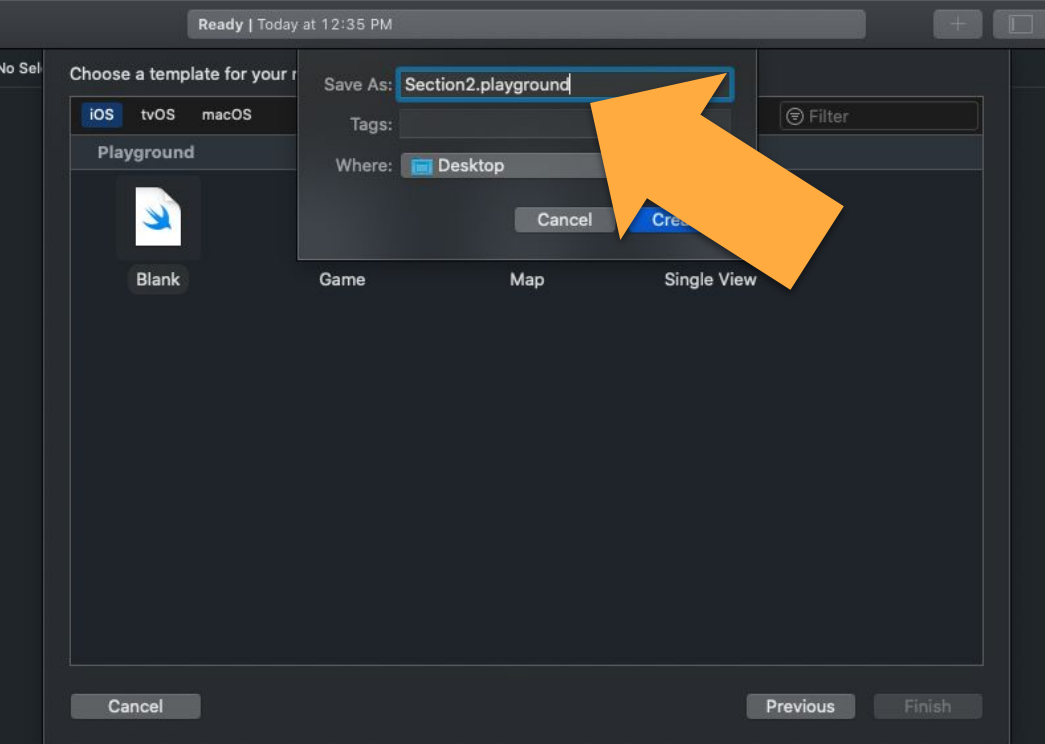 Ready | Today at 12:35 PM
No Sel
Choose a template for your
Save As: Section2.playground
iOS tvOS macOS
Filter
Tags:
Playground
Where: Desktop
Cancel
Blank
Game
Map
Single View
Cancel
Previous
Finish